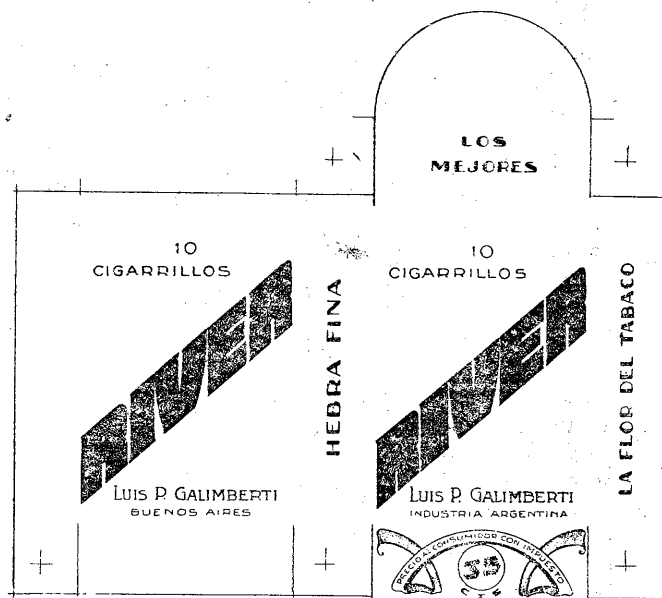 LOS
MEJORES
10
CIGARRILLOS
RIVER
LUIS P. GALIMBERTI
BUENOS AIRES
HEBRA FINA
10
CIGARRILLOS
RIVER
LUIS P. GALIMBERTI
INDUSTRIA ARGENTINA
PRECIO AL CONSUMIDOR CON IMPUESTO
35
CTS
LA FLOR DEL TABACO